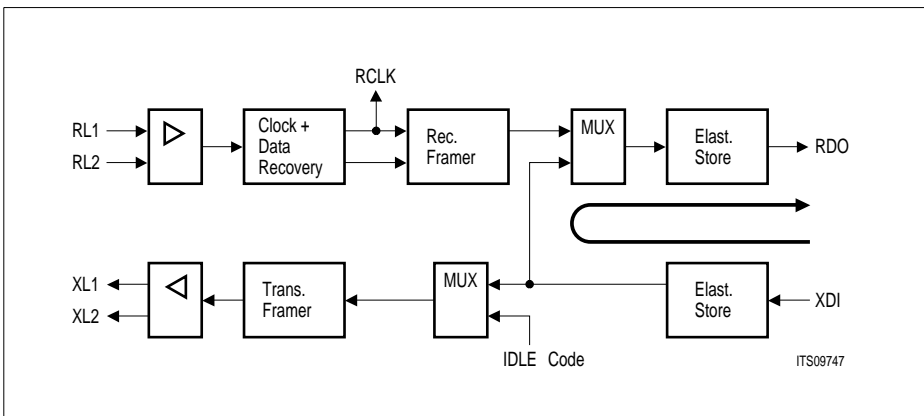 RCLK
RL1
RL2
Clock +
Data
Recovery
Rec.
Framer
MUX
Elast.
Store
RDO
XL1
XL2
Trans.
Framer
MUX
IDLE Code
Elast.
Store
XDI
ITS09747